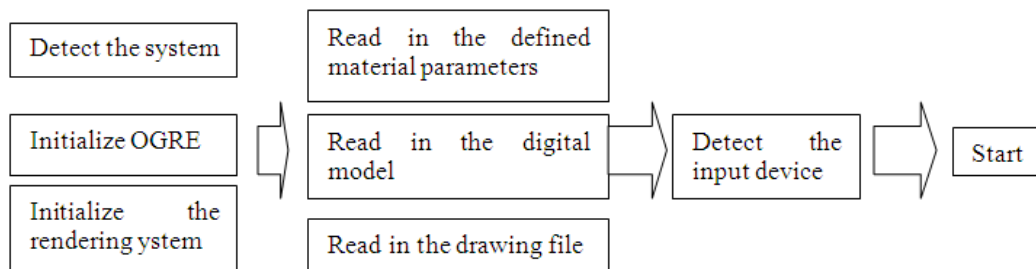 Detect the system
Initialize OGRE
Initialize the
rendering ystem
Read in the defined
material parameters
Read in the digital
model
Read in the drawing file
Detect the
input device
Start